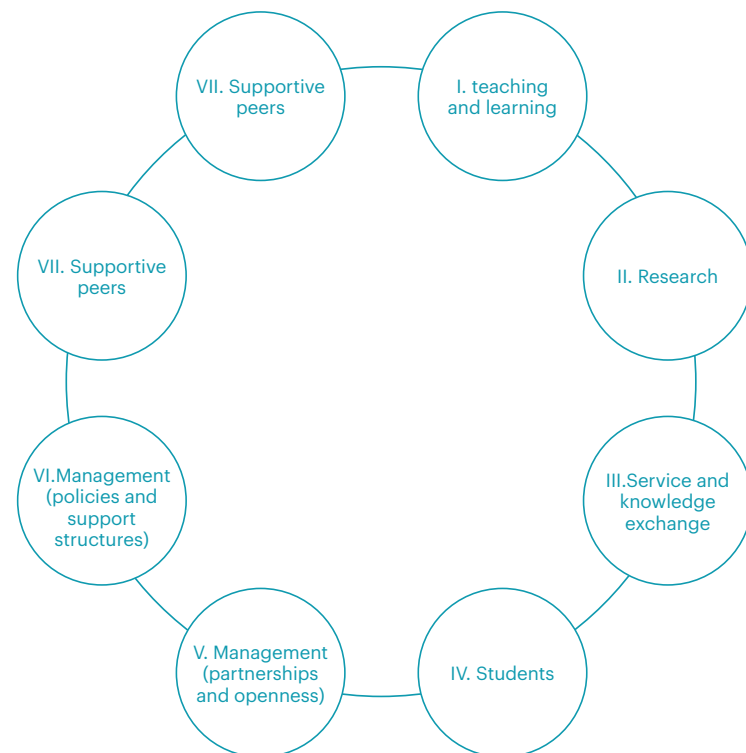 VII. Supportive
peers
I. teaching
and learning
VII. Supportive
peers
II. Research
VI.Management
(policies and
support
structures)
III.Service and
knowledge
exchange
V. Management
(partnerships
and openness)
IV. Students